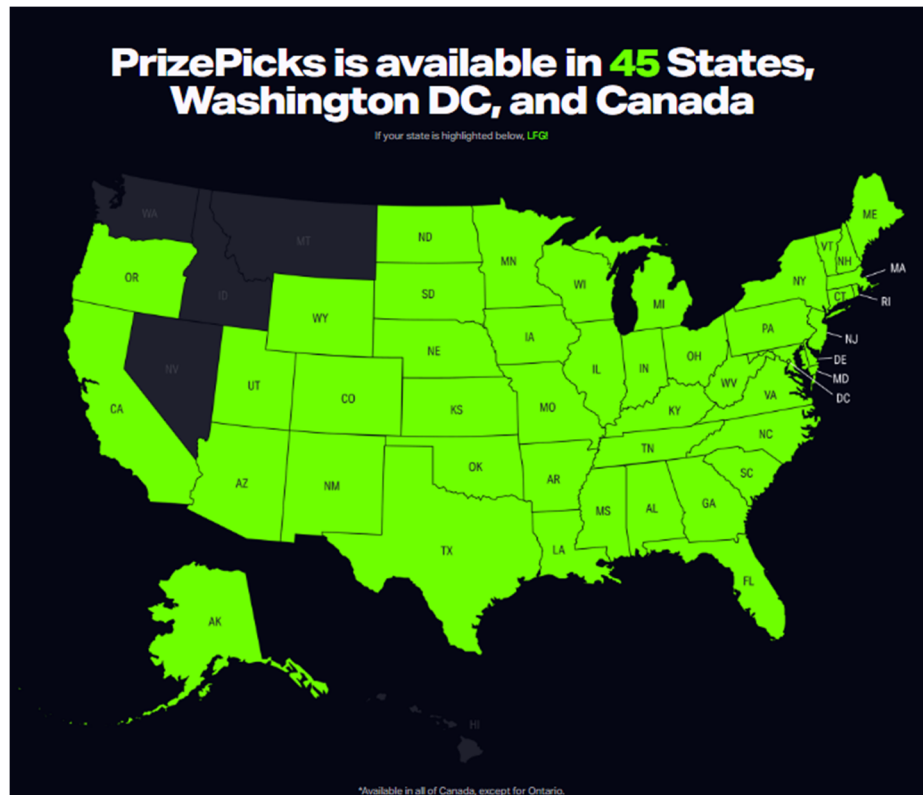 PrizePicks is available in 45 States,
Washington DC, and Canada
If your state is highlighted below, LFG!
WA
MT
ND
MN
ME
VT
NH
OR
ID
SD
WI
MI
NY
MA
CT
RI
WY
IA
PA
NJ
NE
NV
UT
CO
IL
IN
OH
DE
MD
DC
WV
VA
CA
KS
MO
KY
NC
TN
AZ
NM
OK
AR
SC
MS
AL
GA
TX
LA
FL
AK
HI
*Available in all of Canada, except for Ontario.